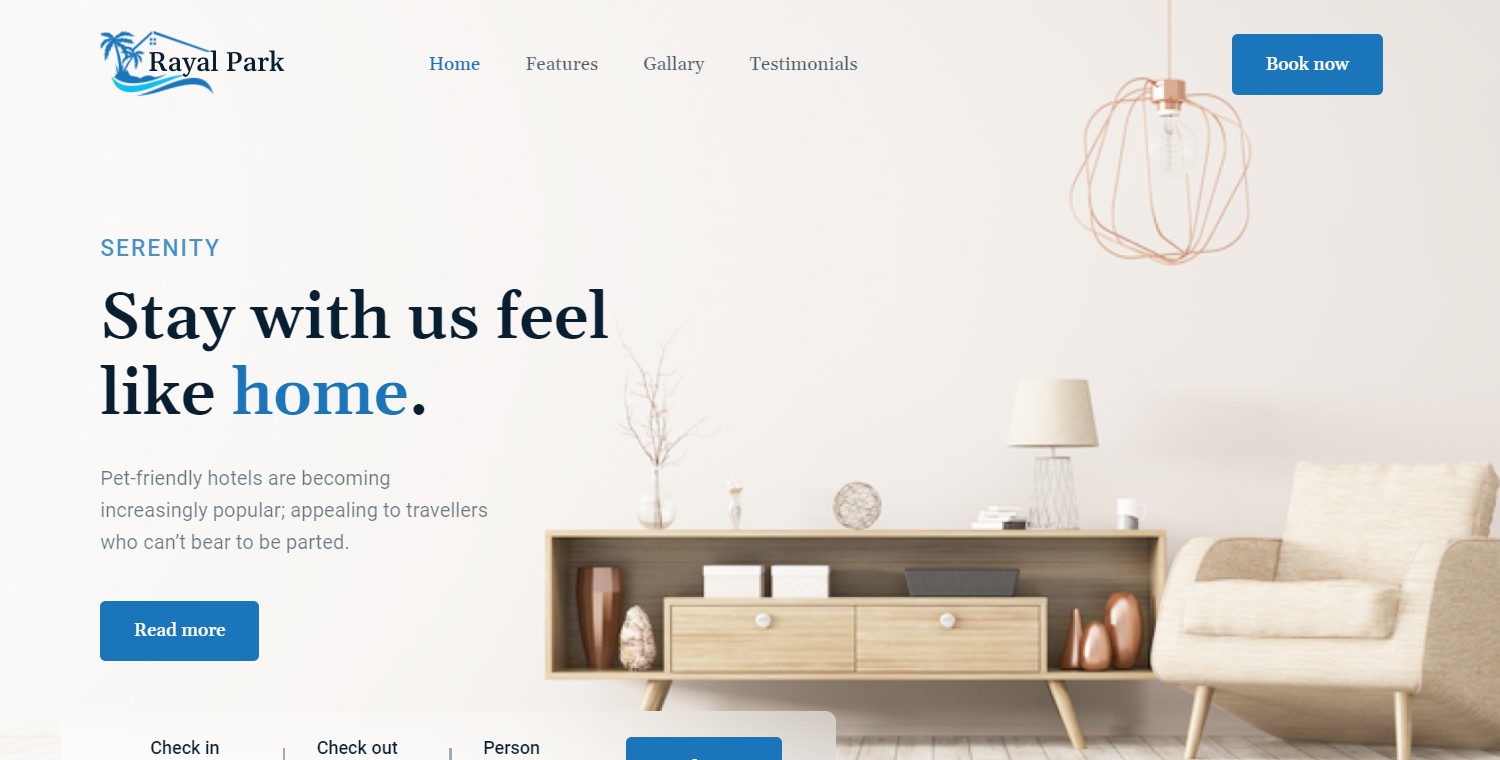 Rayal Park
Home Features Gallary Testimonials
Book now
SERENITY
Stay with us feel
like home.
Pet-friendly hotels are becoming
increasingly popular; appealing to travellers
who can’t bear to be parted.
Read more
Check in
Check out
Person